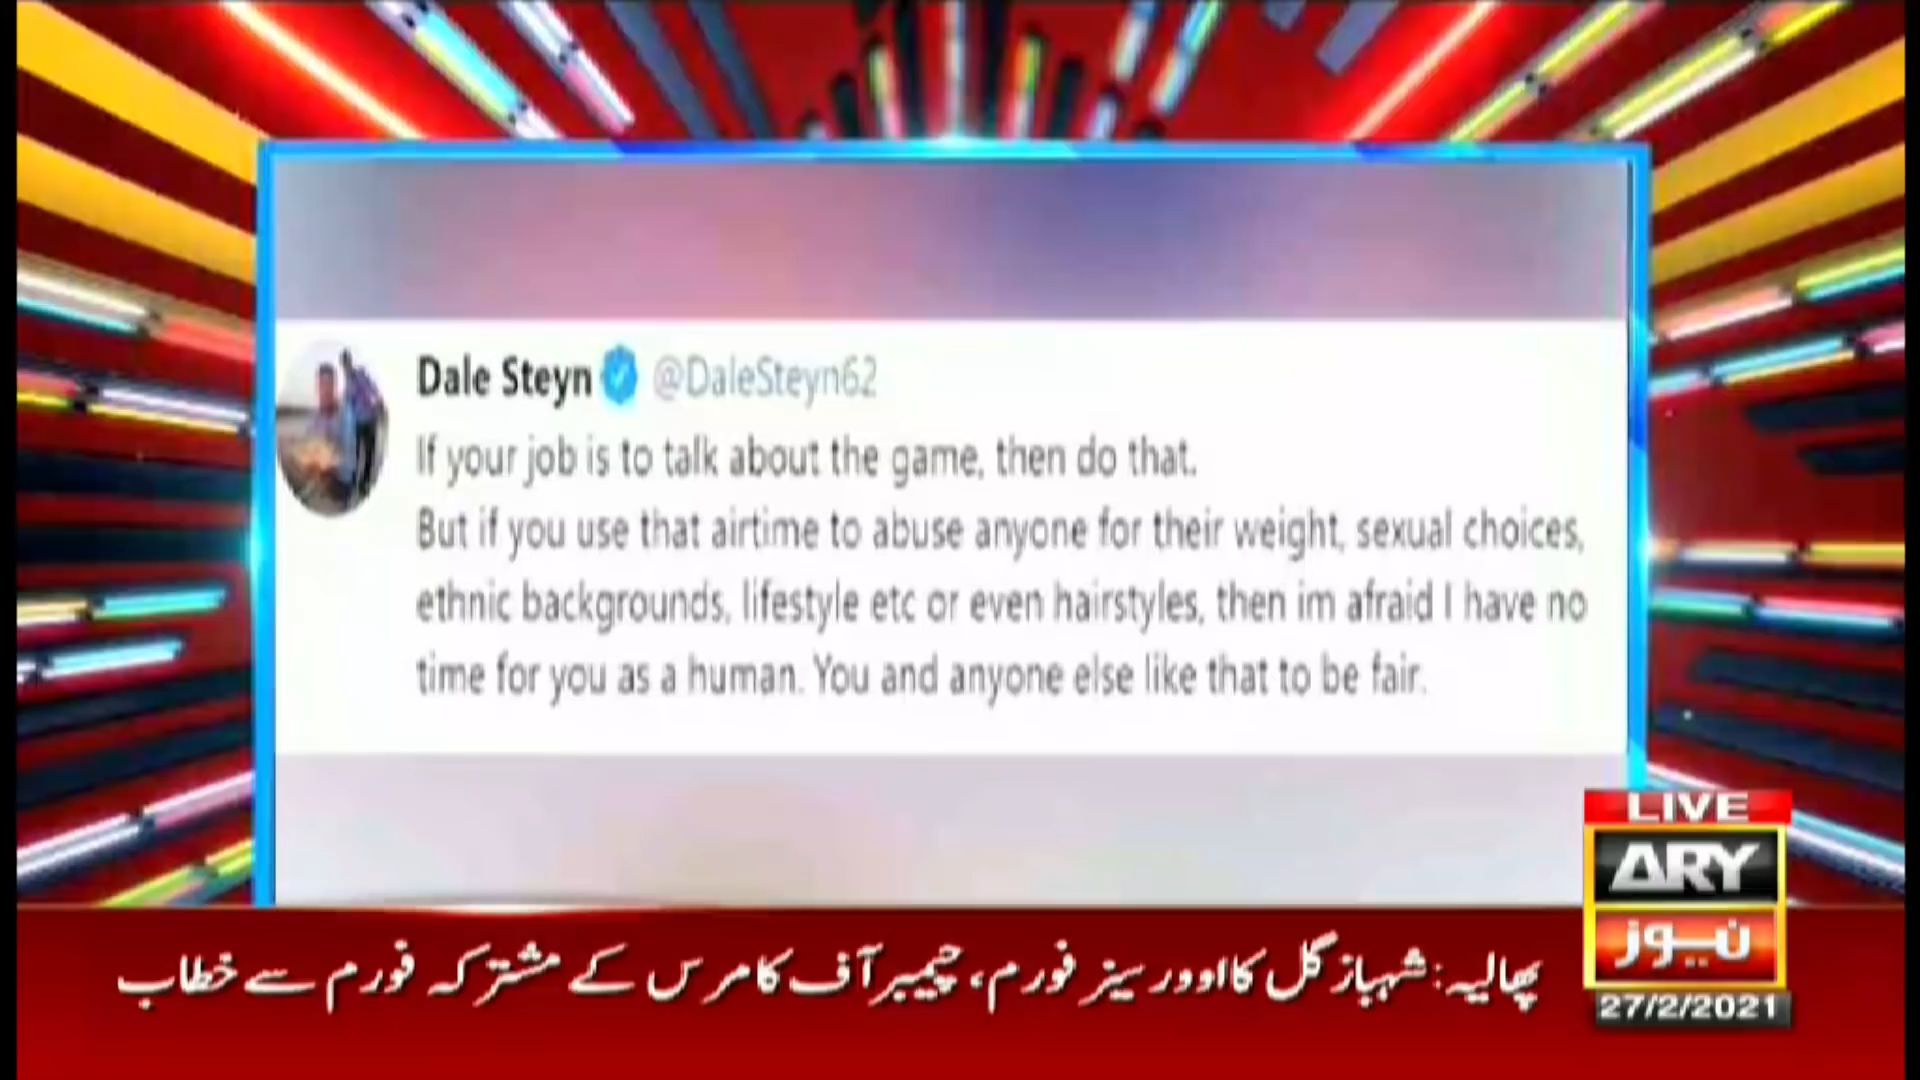 Dale Steyn @DaleSteyn62
If your job is to talk about the game, then do that.
But if you use that airtime to abuse anyone for their weight, sexual choices,
ethnic backgrounds, lifestyle etc or even hairstyles, then im afraid I have no
time for you as a human. You and anyone else like that to be fair.
LIVE
ARY
نیوز
27/2/2021
پھالیہ: شہباز گل کا اوورسیز فورم، چیمبر آف کامرس کے مشترکہ فورم سے خطاب